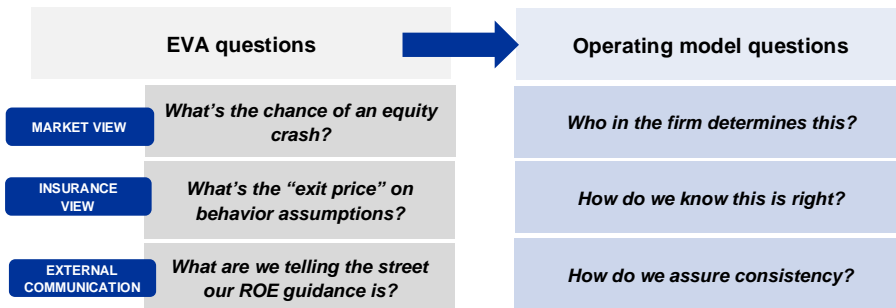 EVA questions
Operating model questions
MARKET VIEW
What's the chance of an equity
crash?
Who in the firm determines this?
INSURANCE
VIEW
What's the “exit price” on
behavior assumptions?
How do we know this is right?
EXTERNAL
COMMUNICATION
What are we telling the street
our ROE guidance is?
How do we assure consistency?